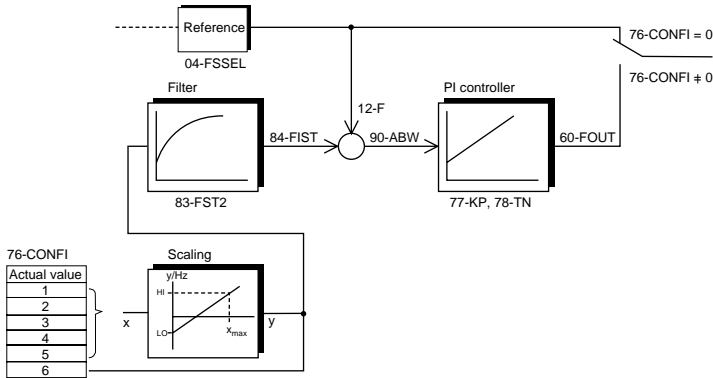 Reference
04-FSSEL
76-CONFI = 0
76-CONFI ǂ 0
Filter
PI controller
12-F
84-FIST
90-ABW
60-FOUT
83-FST2
77-KP, 78-TN
76-CONFI
Scaling
Actual value
y/Hz
1
HI
2
3
x
y
4
LO
xmax
5
6